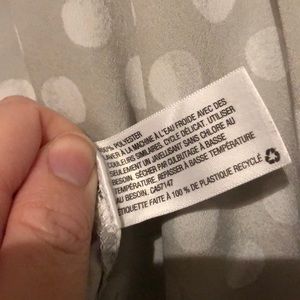 100% POLYESTER
LAVER À LA MACHINE À L'EAU FROIDE AVEC DES
COULEURS SIMILAIRES. CYCLE DÉLICAT. UTILISER
SEULEMENT UN JAVELLISANT SANS CHLORE AU
BESOIN. SÉCHER PAR CULBUTAGE À BASSE
TEMPÉRATURE. REPASSER À BASSE TEMPÉRATURE
AU BESOIN. CA57147
ÉTIQUETTE FAITE À 100 % DE PLASTIQUE RECYCLÉ